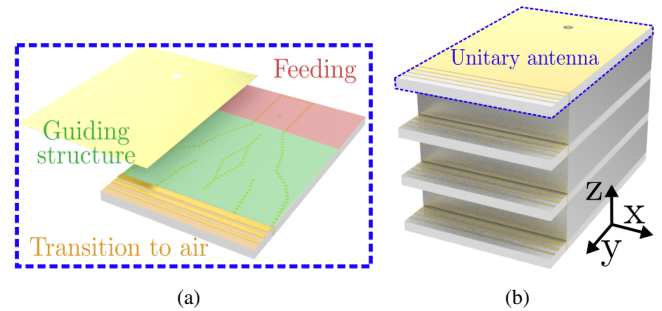 Feeding
Guiding
structure
Transition to air
(a)
Unitary antenna
z
x
y
(b)